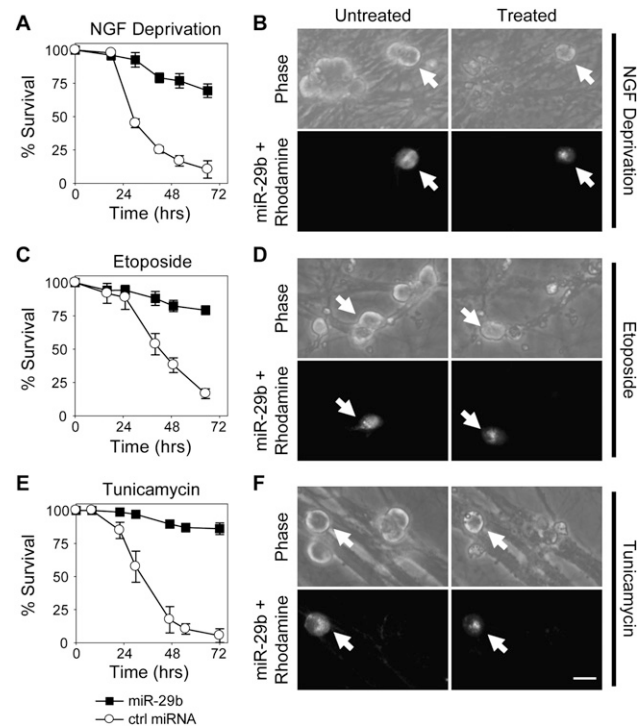 A
NGF Deprivation
% Survival
100
75
50
25
0
0 24 48 72
Time (hrs)
B
Untreated Treated
Phase
miR-29b +
Rhodamine
NGF Deprivation
C
Etoposide
% Survival
100
75
50
25
0
0 24 48 72
Time (hrs)
D
Phase
miR-29b +
Rhodamine
Etoposide
E
Tunicamycin
% Survival
100
75
50
25
0
0 24 48 72
Time (hrs)
miR-29b
ctrl miRNA
F
Phase
miR-29b +
Rhodamine
Tunicamycin